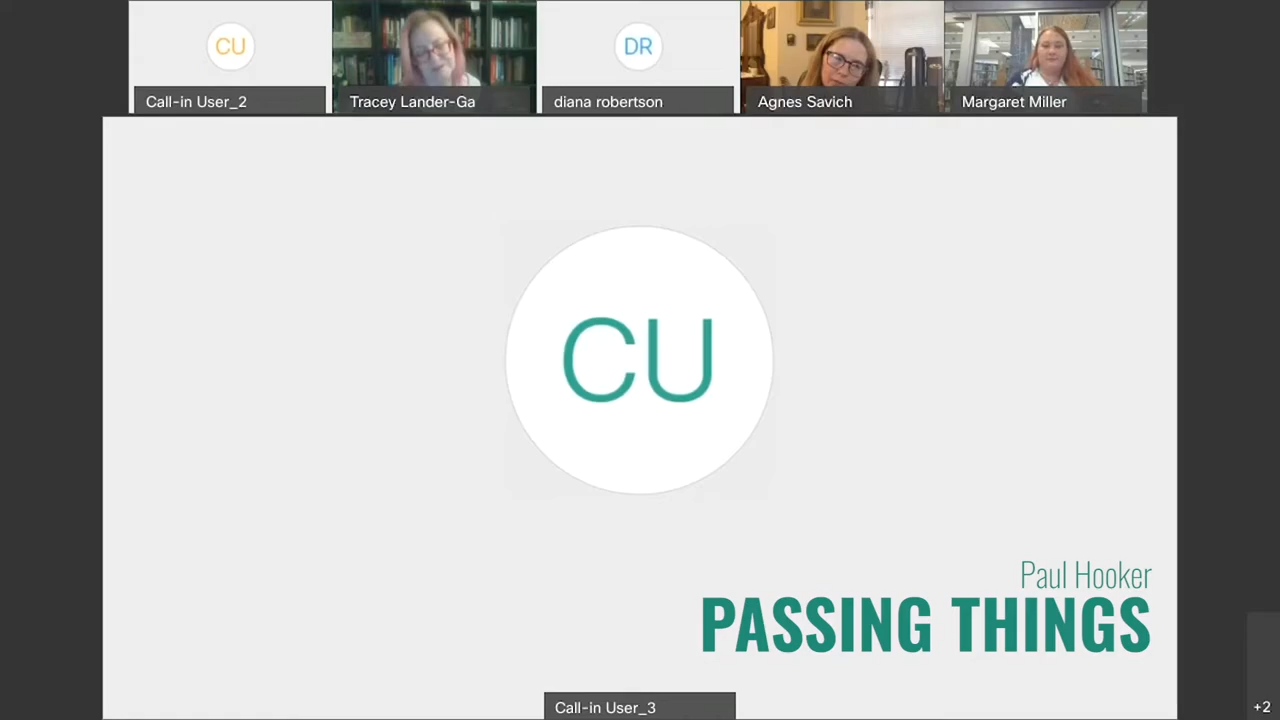 CU
DR
Call-in User_2
Tracey Lander-Ga
diana robertson
Agnes Savich
Margaret Miller
CU
Paul Hooker
PASSING THINGS
Call-in User_3
+2